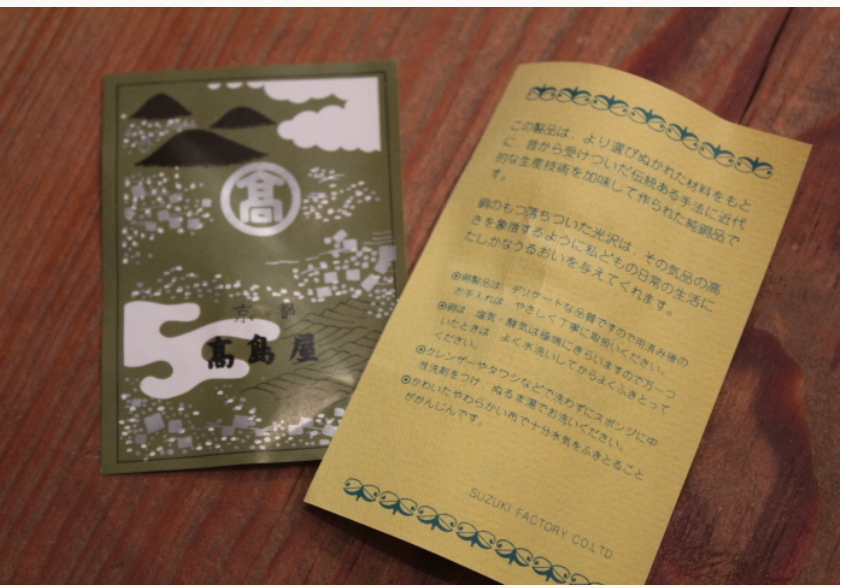 髙
京都
髙島屋
この製品は、より選びぬかれた材料をもと
に、昔から受けついだ伝統ある手法に近代
的な生産技術を加味して作られた純銅品で
す。
銅のもつ落ちついた光沢は、その気品の高
さを象徴するように私どもの日常の生活に
たしかなうるおいを与えてくれます。
◉銅製品は、デリケートな品質ですので用済み後の
お手入れは、やさしく丁寧に取扱いください。
◉銅は、塩気・酸気は極端にきらいますので万一つ
いたときは、よく水洗いしてからよくふきとって
ください。
◉クレンザーやタワシなどで洗わずにスポンジに中
性洗剤をつけ、ぬるま湯でお洗いください。
◉かわいたやわらかい布で十分水気をふきとること
がかんじんです。
SUZUKI FACTORY CO.LTD